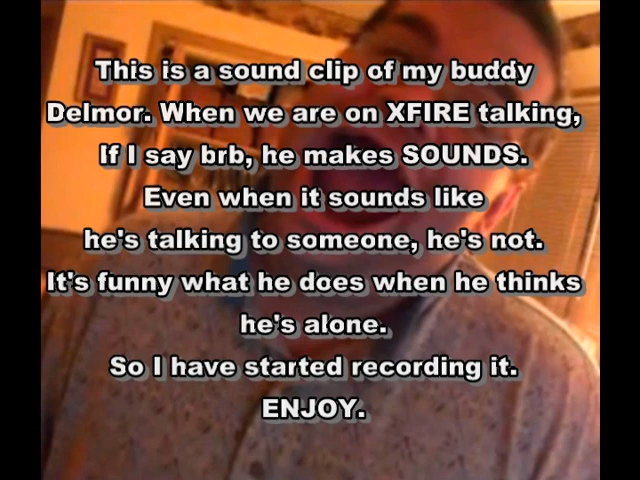 This is a sound clip of my buddy
Delmor. When we are on XFIRE talking,
If I say brb, he makes SOUNDS.
Even when it sounds like
he's talking to someone, he's not.
It's funny what he does when he thinks
he's alone.
So I have started recording it.
ENJOY.